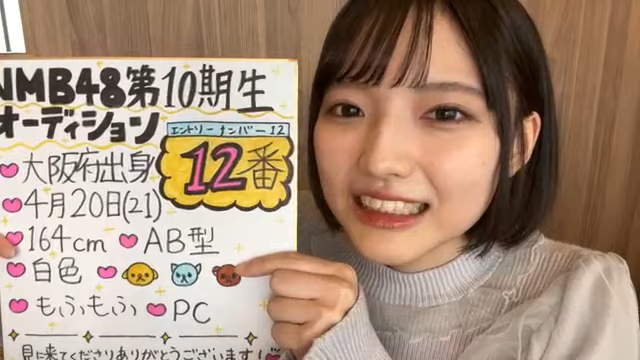 NMB48第10期生
オーディション
エントリーナンバー12
12番
大阪府出身
4月20日(21)
164cm AB型
白色
もふもふ PC
見に来てくださりありがとうございます!